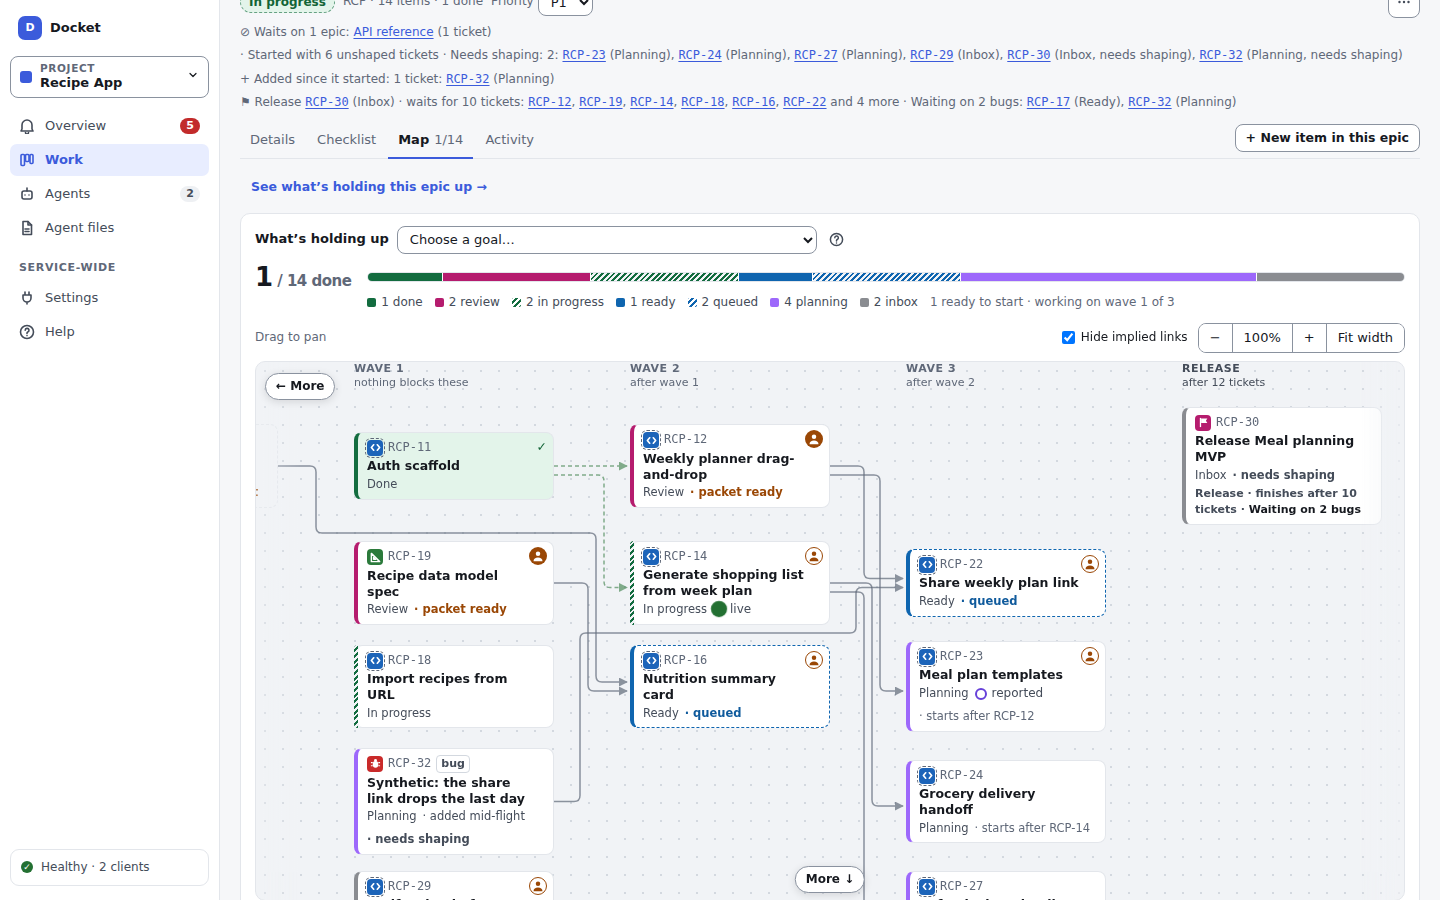 D Docket
PROJECT
Recipe App
Overview 5
Work
Agents 2
Agent files
SERVICE-WIDE
Settings
Help
Healthy · 2 clients
In progress RCP · 14 items · 1 done Priority P1
Waits on 1 epic: API reference (1 ticket)
· Started with 6 unshaped tickets · Needs shaping: 2: RCP-23 (Planning), RCP-24 (Planning), RCP-27 (Planning), RCP-29 (Inbox), RCP-30 (Inbox, needs shaping), RCP-32 (Planning, needs shaping)
+ Added since it started: 1 ticket: RCP-32 (Planning)
Release RCP-30 (Inbox) · waits for 10 tickets: RCP-12, RCP-19, RCP-14, RCP-18, RCP-16, RCP-22 and 4 more · Waiting on 2 bugs: RCP-17 (Ready), RCP-32 (Planning)
Details Checklist Map 1/14 Activity
+ New item in this epic
See what’s holding this epic up →
What’s holding up Choose a goal...
1 / 14 done
1 done 2 review 2 in progress 1 ready 2 queued 4 planning 2 inbox 1 ready to start · working on wave 1 of 3
Drag to pan
Hide implied links − 100% + Fit width
← More
WAVE 1
nothing blocks these
WAVE 2
after wave 1
WAVE 3
after wave 2
RELEASE
after 12 tickets
RCP-11 ✓
Auth scaffold
Done
RCP-19
Recipe data model
spec
Review · packet ready
RCP-18
Import recipes from
URL
In progress
RCP-32 bug
Synthetic: the share
link drops the last day
Planning · added mid-flight
· needs shaping
RCP-29
RCP-12
Weekly planner drag-
and-drop
Review · packet ready
RCP-14
Generate shopping list
from week plan
In progress live
RCP-16
Nutrition summary
card
Ready · queued
RCP-22
Share weekly plan link
Ready · queued
RCP-23
Meal plan templates
Planning reported
· starts after RCP-12
RCP-24
Grocery delivery
handoff
Planning · starts after RCP-14
RCP-27
RCP-30
Release Meal planning
MVP
Inbox · needs shaping
Release · finishes after 10
tickets · Waiting on 2 bugs
More ↓